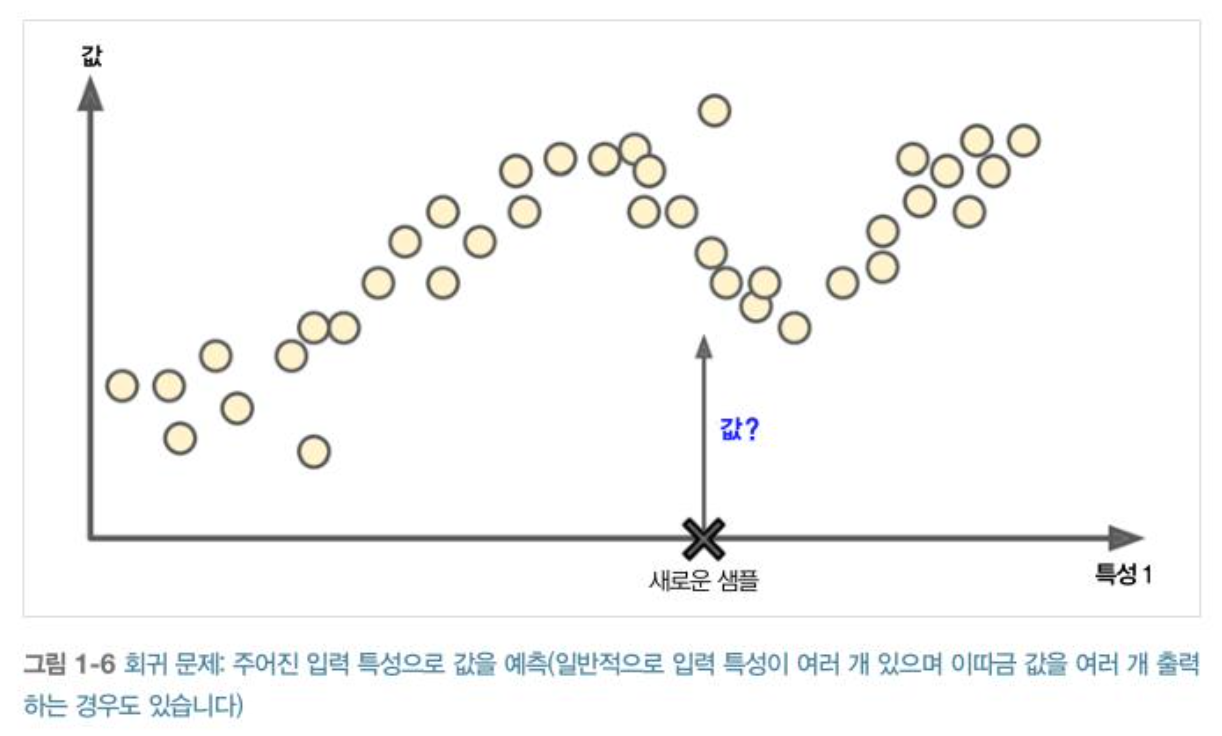 값
값?
새로운 샘플
특성 1
그림 1-6 회귀 문제: 주어진 입력 특성으로 값을 예측(일반적으로 입력 특성이 여러 개 있으며 이따금 값을 여러 개 출력
하는 경우도 있습니다)